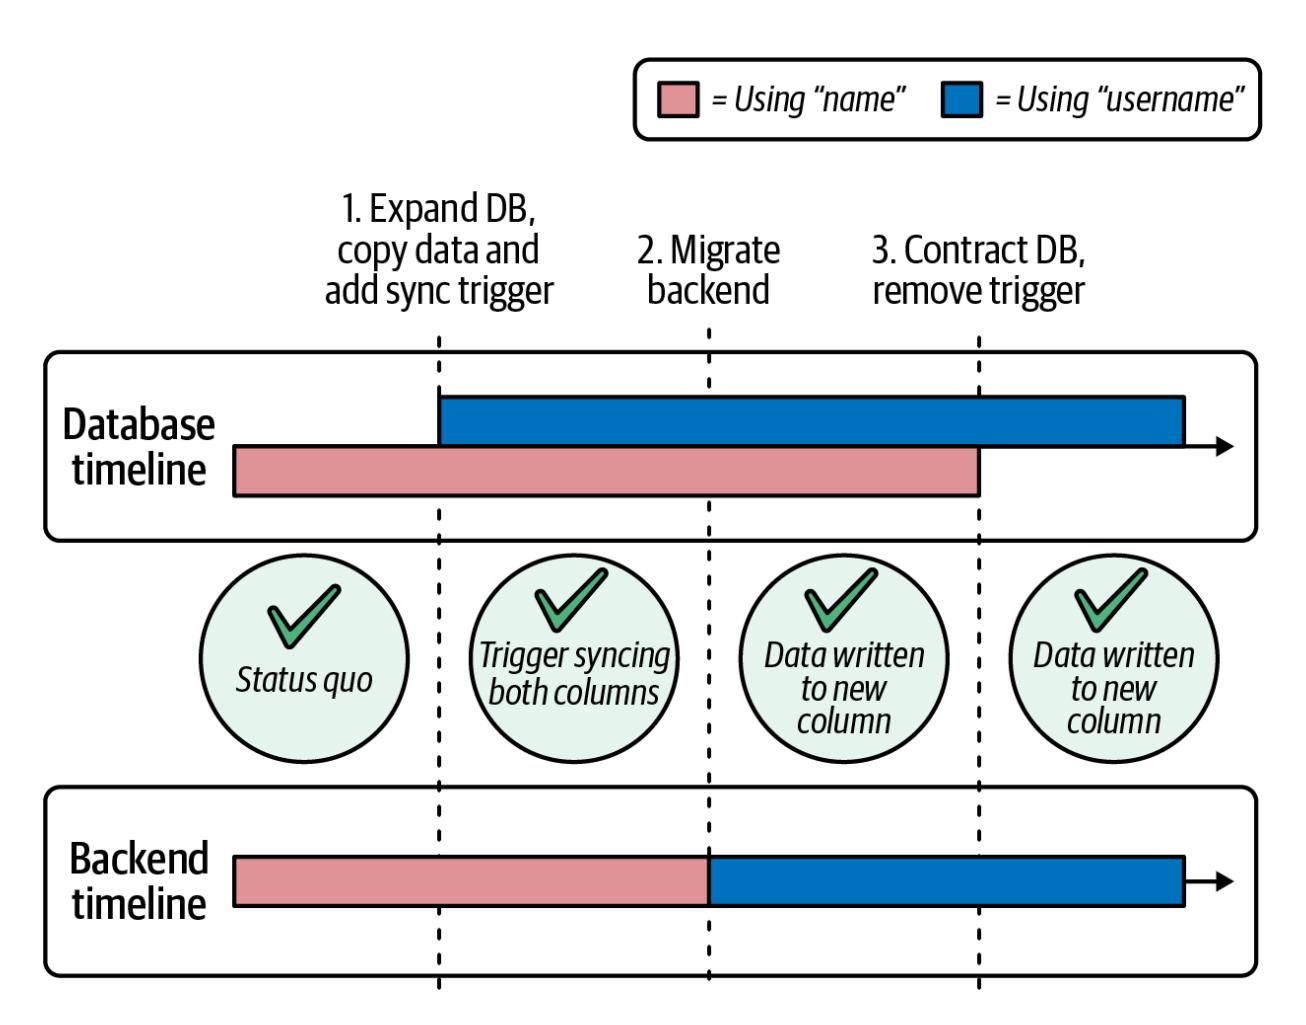 = Using “name” = Using “username”
1. Expand DB,
copy data and
add sync trigger
2. Migrate
backend
3. Contract DB,
remove trigger
Database
timeline
Status quo
Trigger syncing
both columns
Data written
to new
column
Data written
to new
column
Backend
timeline